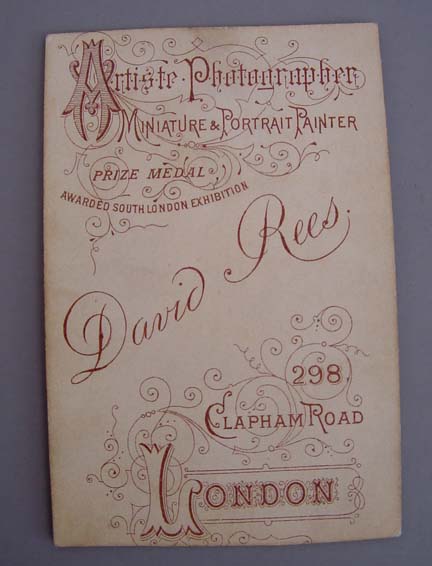 Artiste Photographer
MINIATURE & PORTRAIT PAINTER
PRIZE MEDAL
AWARDED SOUTH LONDON EXHIBITION
David Rees.
298,
CLAPHAM ROAD
LONDON